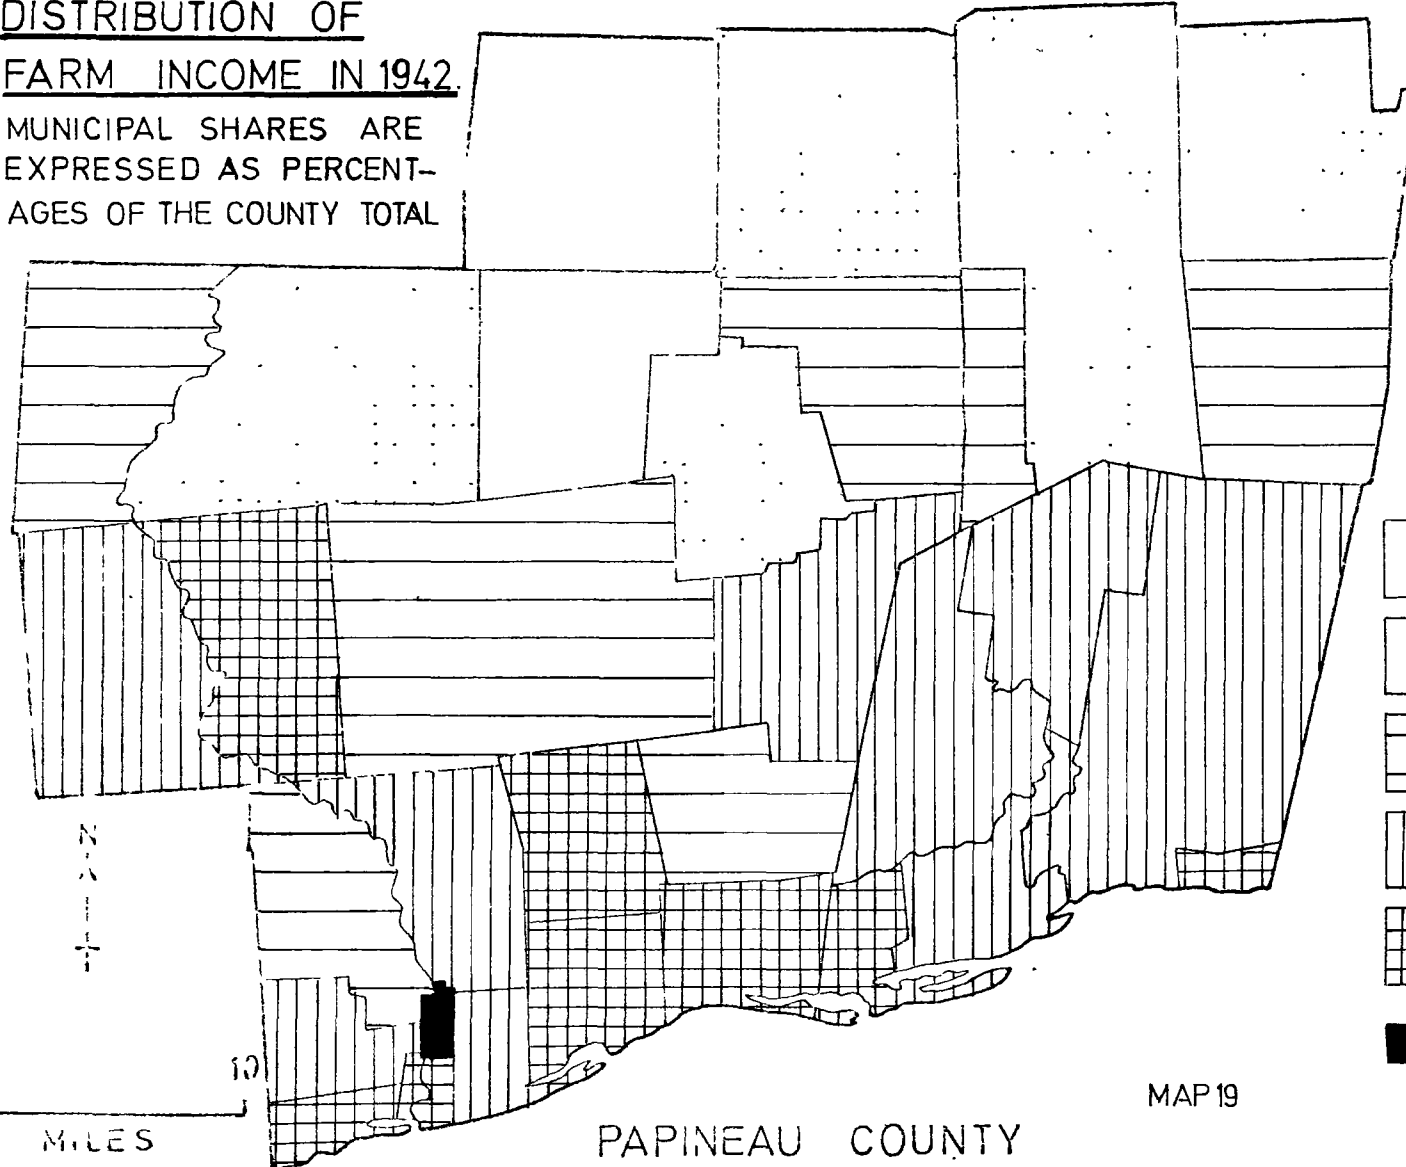 DISTRIBUTION OF
FARM INCOME IN 1942.
MUNICIPAL SHARES ARE
EXPRESSED AS PERCENT-
AGES OF THE COUNTY TOTAL
N
10
MILES
MAP 19
PAPINEAU COUNTY